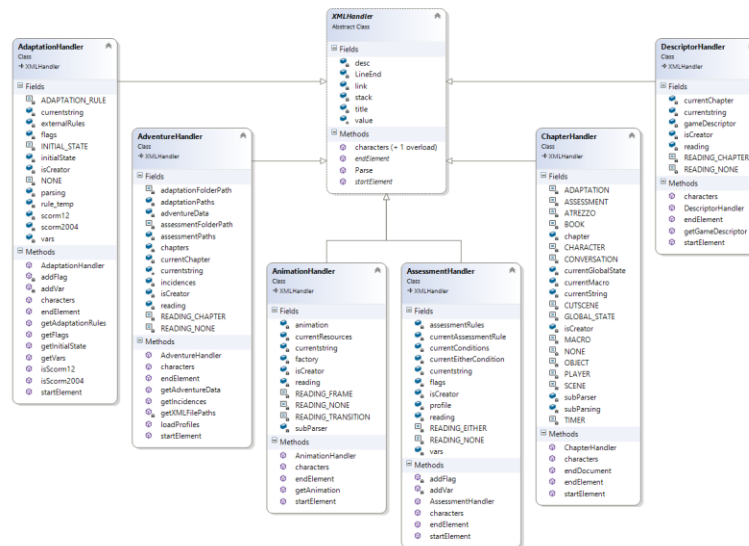 XMLHandler
Abstract Class
Fields
desc
LineEnd
link
stack
title
value
Methods
characters (+ 1 overload)
endElement
Parse
startElement
AdaptationHandler
Class
XMLHandler
Fields
ADAPTATION_RULE
currentstring
externalRules
flags
INITIAL_STATE
initialState
isCreator
NONE
parsing
rule_temp
scorm12
scorm2004
vars
Methods
AdaptationHandler
addFlag
addVar
characters
endElement
getAdaptationRules
getFlags
getInitialState
getVars
isScorm12
isScorm2004
startElement
AdventureHandler
Class
XMLHandler
Fields
adaptationFolderPath
adaptationPaths
adventureData
assessmentFolderPath
assessmentPaths
chapters
currentChapter
currentstring
incidences
isCreator
reading
READING_CHAPTER
READING_NONE
Methods
AdventureHandler
characters
endElement
getAdventureData
getIncidences
getXMLFilePaths
loadProfiles
startElement
AnimationHandler
Class
XMLHandler
Fields
animation
currentResources
currentstring
factory
isCreator
reading
READING_FRAME
READING_NONE
READING_TRANSITION
subParser
Methods
AnimationHandler
characters
endElement
getAnimation
startElement
AssessmentHandler
Class
XMLHandler
Fields
assessmentRules
currentAssessmentRule
currentConditions
currentEitherCondition
currentstring
flags
isCreator
profile
reading
READING_EITHER
READING_NONE
vars
Methods
addFlag
addVar
AssessmentHandler
characters
endElement
startElement
ChapterHandler
Class
XMLHandler
Fields
ADAPTATION
ASSESSMENT
ATREZZO
BOOK
chapter
CHARACTER
CONVERSATION
currentGlobalState
currentMacro
currentString
CUTSCENE
GLOBAL_STATE
isCreator
MACRO
NONE
OBJECT
PLAYER
SCENE
subParser
subParsing
TIMER
Methods
ChapterHandler
characters
endDocument
endElement
startElement
DescriptorHandler
Class
XMLHandler
Fields
currentChapter
currentstring
gameDescriptor
isCreator
reading
READING_CHAPTER
READING_NONE
Methods
characters
DescriptorHandler
endElement
getGameDescriptor
startElement